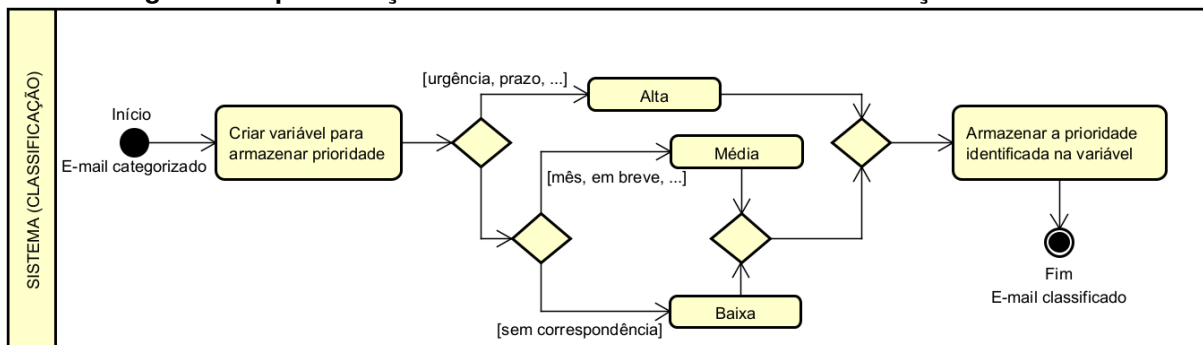 SISTEMA (CLASSIFICAÇÃO)
Início
E-mail categorizado
Criar variável para
armazenar prioridade
[urgência, prazo, ...]
Alta
Média
[mês, em breve, ...]
Baixa
[sem correspondência]
Armazenar a prioridade
identificada na variável
Fim
E-mail classificado